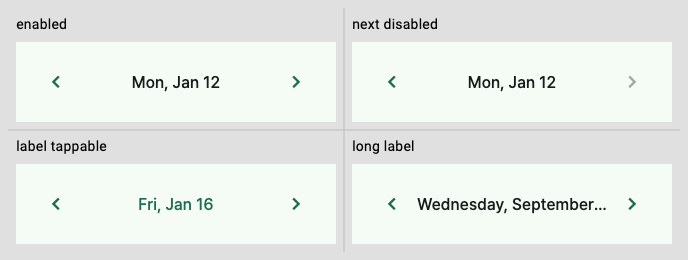 enabled
next disabled
Mon, Jan 12
Mon, Jan 12
label tappable
long label
Fri, Jan 16
Wednesday, September...